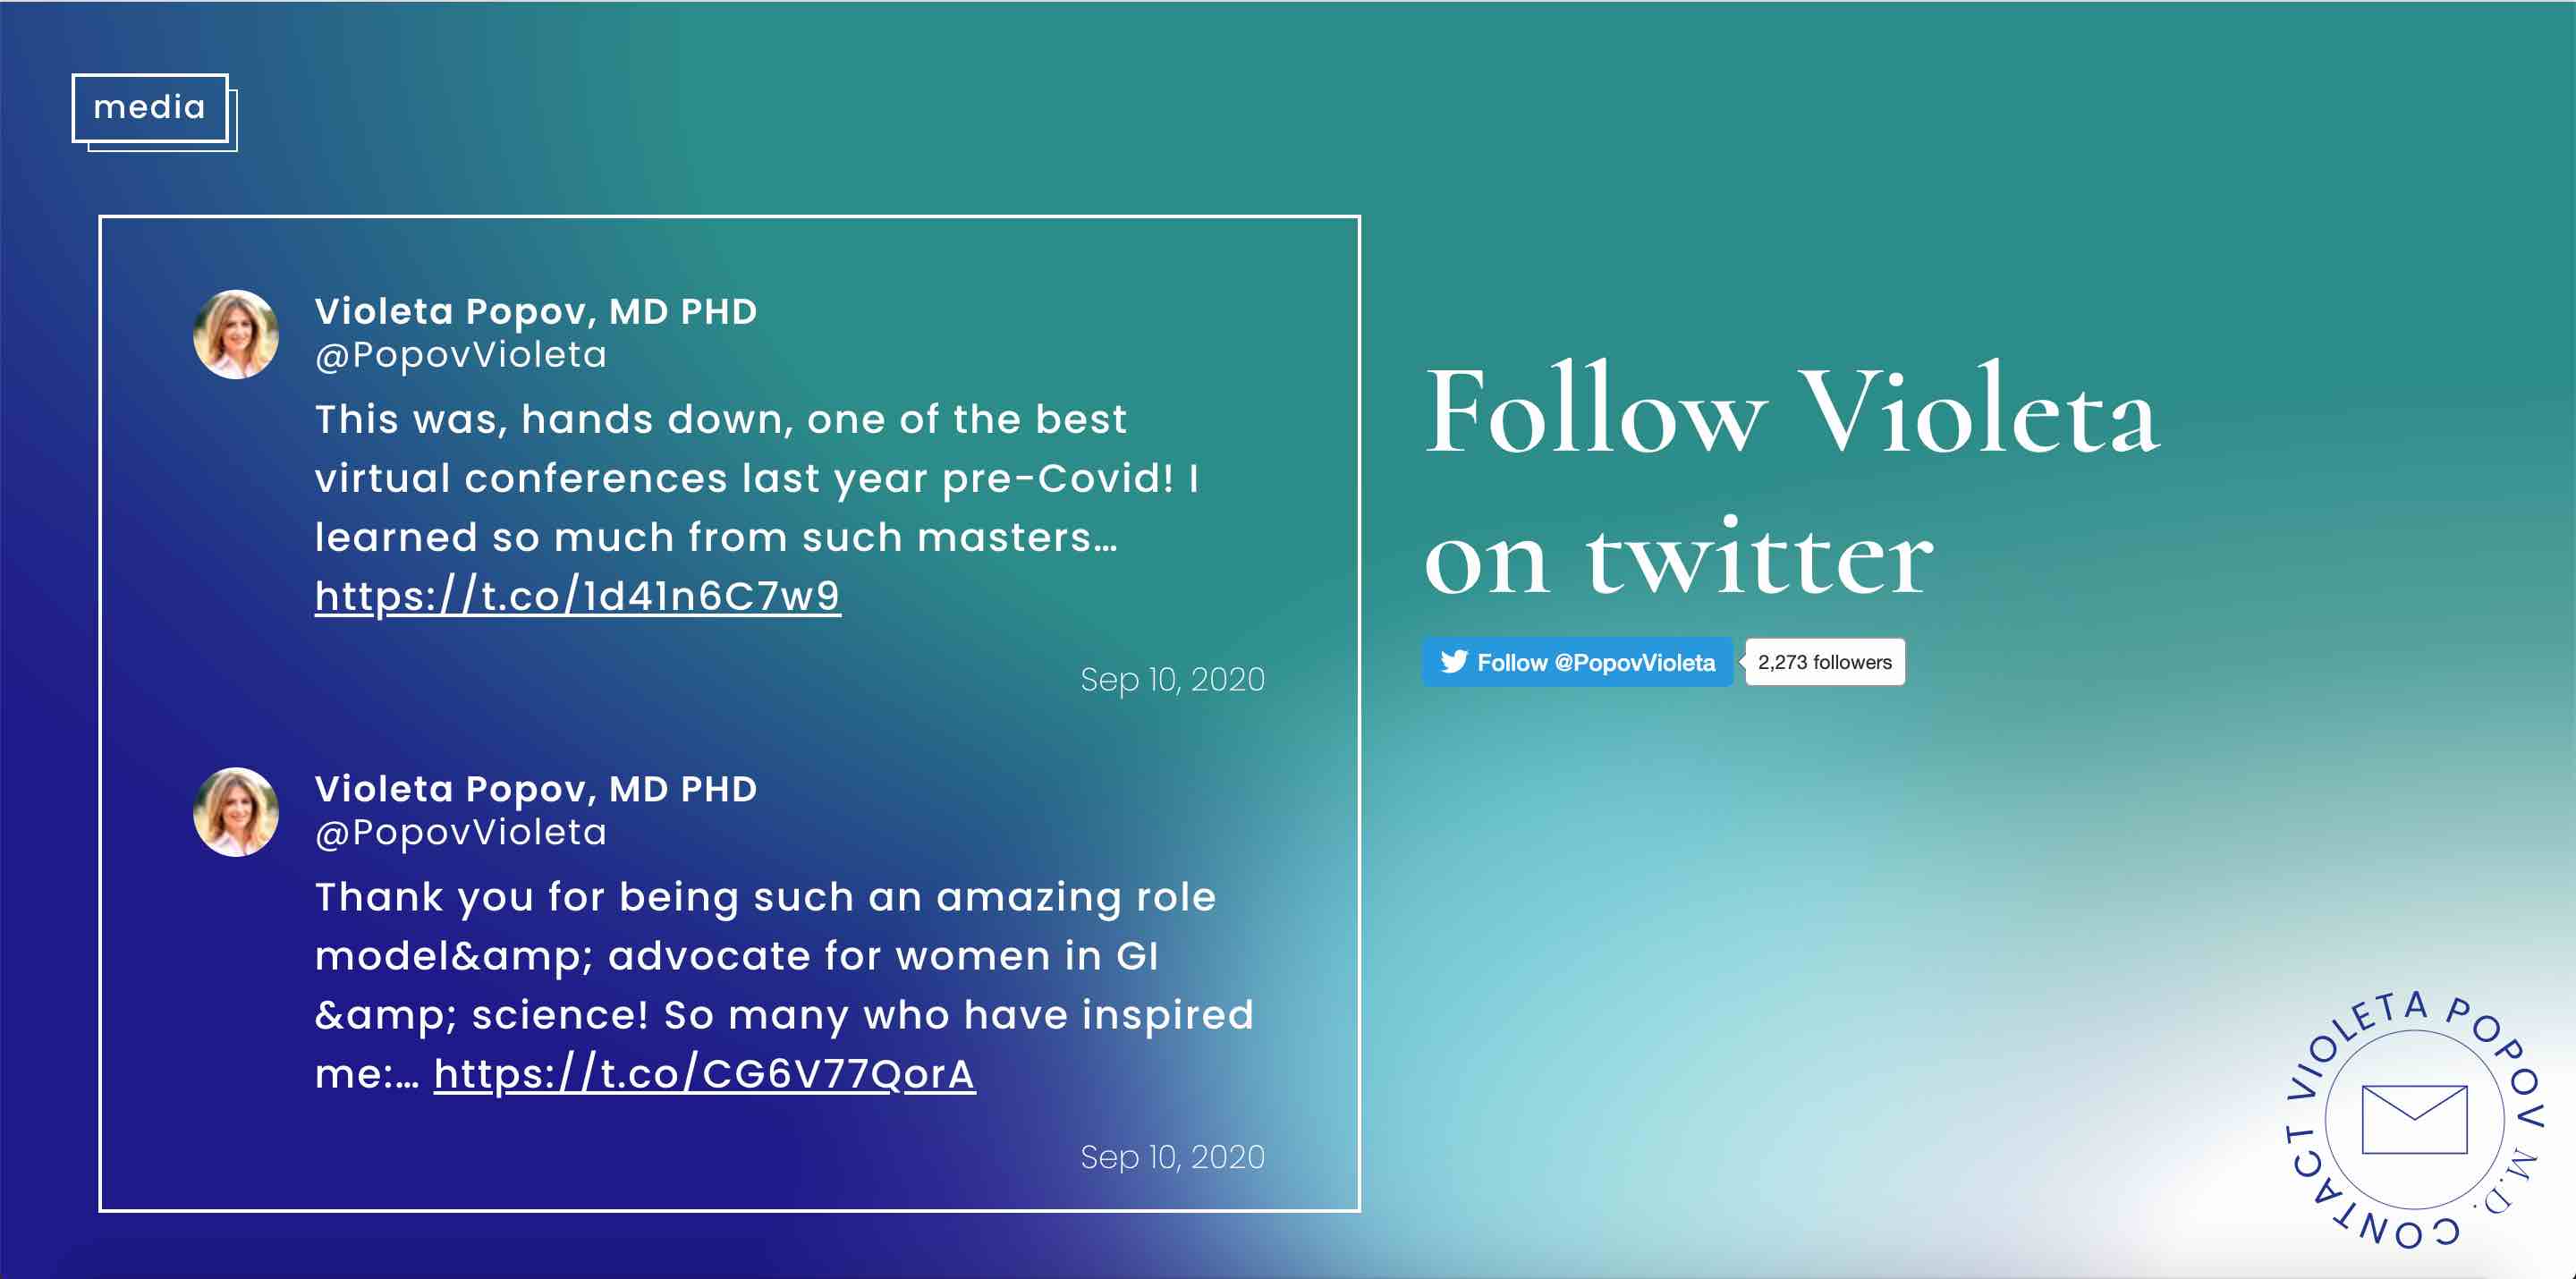 media
Violeta Popov, MD PHD
@PopovVioleta
This was, hands down, one of the best
virtual conferences last year pre-Covid! I
learned so much from such masters…
https://t.co/1d41n6C7w9
Sep 10, 2020
Violeta Popov, MD PHD
@PopovVioleta
Thank you for being such an amazing role
model&amp; advocate for women in GI
&amp; science! So many who have inspired
me:… https://t.co/CG6V77QorA
Sep 10, 2020
Follow Violeta
on twitter
Follow @PopovVioleta
2,273 followers
CONTACT VIOLETA POPOV M.D.